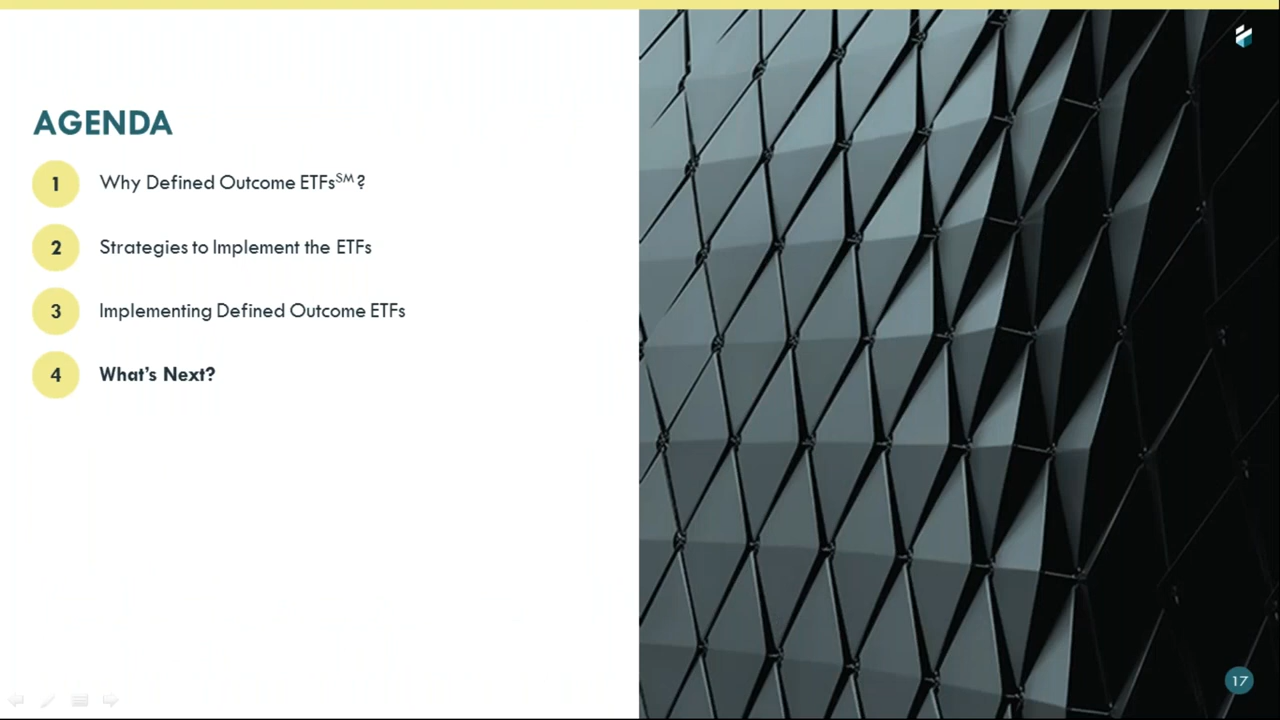 AGENDA
1 Why Defined Outcome ETFsSM?
2 Strategies to Implement the ETFs
3 Implementing Defined Outcome ETFs
4 What's Next?
17